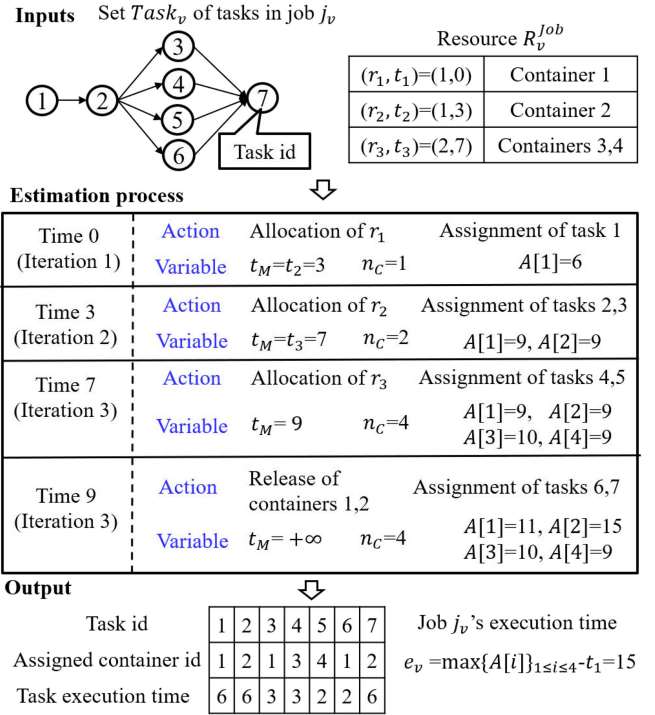 Inputs Set Task_v of tasks in job j_v
1 2 3 4 5 6 7
Task id
Resource R_v^Job
(r_1, t_1)=(1,0) Container 1
(r_2, t_2)=(1,3) Container 2
(r_3, t_3)=(2,7) Containers 3,4
Estimation process
Time 0
(Iteration 1)
Action Allocation of r_1 Assignment of task 1
Variable t_M=t_2=3 n_C=1 A[1]=6
Time 3
(Iteration 2)
Action Allocation of r_2 Assignment of tasks 2,3
Variable t_M=t_3=7 n_C=2 A[1]=9, A[2]=9
Time 7
(Iteration 3)
Action Allocation of r_3 Assignment of tasks 4,5
Variable t_M= 9 n_C=4
A[1]=9, A[2]=9
A[3]=10, A[4]=9
Time 9
(Iteration 3)
Action
Release of
containers 1,2
Assignment of tasks 6,7
Variable t_M= +∞ n_C=4
A[1]=11, A[2]=15
A[3]=10, A[4]=9
Output
Task id 1 2 3 4 5 6 7
Assigned container id 1 2 1 3 4 1 2
Task execution time 6 6 3 3 2 2 6
Job j_v's execution time
e_v =max{A[i]}_1≤i≤4-t_1=15